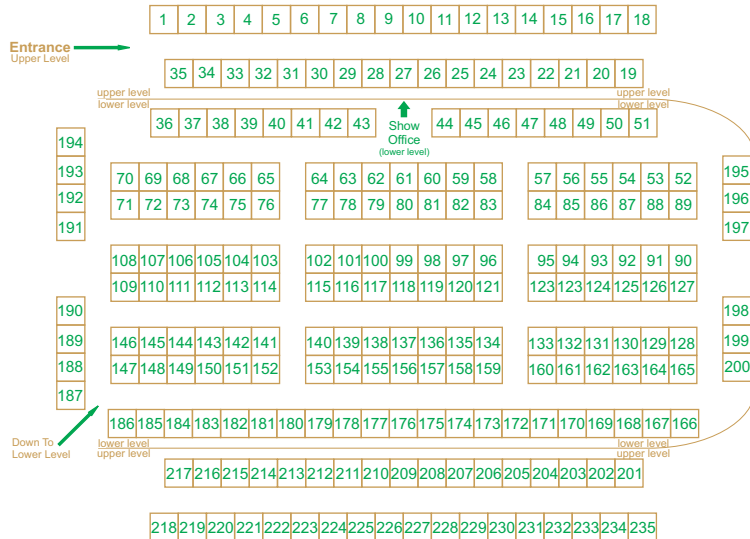 1 2 3 4 5 6 7 8 9 10 11 12 13 14 15 16 17 18
Entrance
Upper Level
35 34 33 32 31 30 29 28 27 26 25 24 23 22 21 20 19
upper level upper level
lower level lower level
36 37 38 39 40 41 42 43 44 45 46 47 48 49 50 51
Show
Office
(lower level)
194
193
192
191
70 69 68 67 66 65 64 63 62 61 60 59 58 57 56 55 54 53 52
71 72 73 74 75 76 77 78 79 80 81 82 83 84 85 86 87 88 89
195
196
197
108 107 106 105 104 103 102 101 100 99 98 97 96 95 94 93 92 91 90
109 110 111 112 113 114 115 116 117 118 119 120 121 123 123 124 125 126 127
190
189
188
187
146 145 144 143 142 141 140 139 138 137 136 135 134 133 132 131 130 129 128
147 148 149 150 151 152 153 154 155 156 157 158 159 160 161 162 163 164 165
198
199
200
186 185 184 183 182 181 180 179 178 177 176 175 174 173 172 171 170 169 168 167 166
Down To
Lower Level
lower level lower level
upper level upper level
217 216 215 214 213 212 211 210 209 208 207 206 205 204 203 202 201
218 219 220 221 222 223 224 225 226 227 228 229 230 231 232 233 234 235